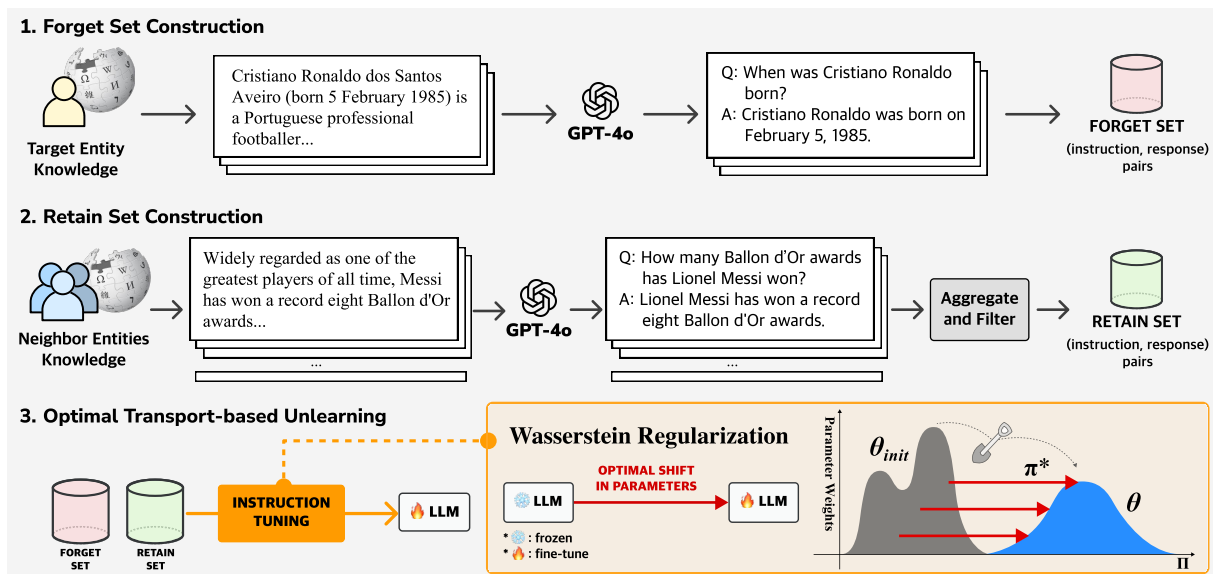 1. Forget Set Construction
Target Entity
Knowledge
Cristiano Ronaldo dos Santos
Aveiro (born 5 February 1985) is
a Portuguese professional
footballer...
GPT-4o
Q: When was Cristiano Ronaldo
born?
A: Cristiano Ronaldo was born on
February 5, 1985.
FORGET SET
(instruction, response)
pairs
2. Retain Set Construction
Neighbor Entities
Knowledge
Widely regarded as one of the
greatest players of all time, Messi
has won a record eight Ballon d'Or
awards...
...
GPT-4o
Q: How many Ballon d'Or awards
has Lionel Messi won?
A: Lionel Messi has won a record
eight Ballon d'Or awards.
...
Aggregate
and Filter
RETAIN SET
(instruction, response)
pairs
3. Optimal Transport-based Unlearning
FORGET
SET
RETAIN
SET
INSTRUCTION
TUNING
LLM
Wasserstein Regularization
LLM
OPTIMAL SHIFT
IN PARAMETERS
LLM
* : frozen
* : fine-tune
Parameter Weights
θinit
π*
θ
Π